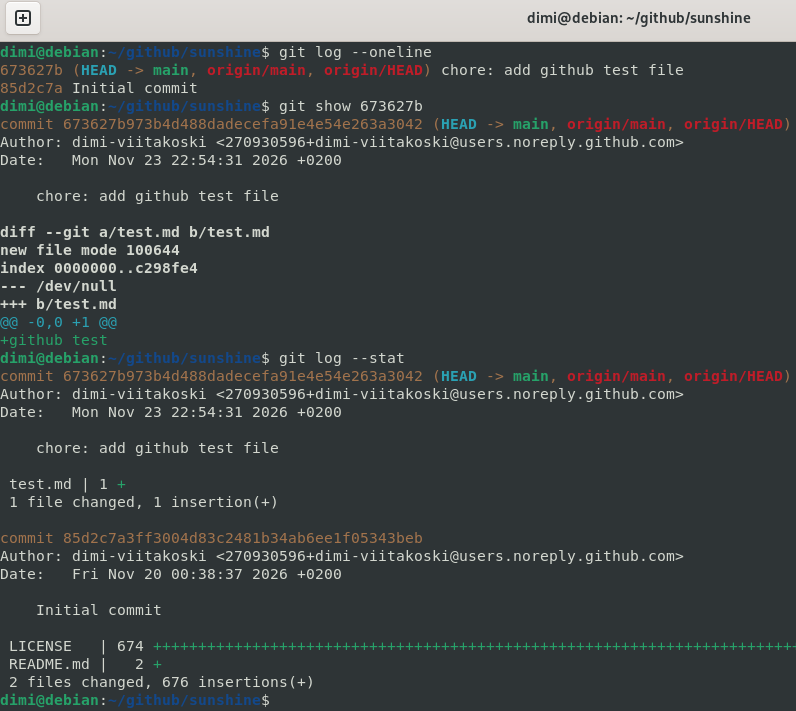 dimi@debian: ~/github/sunshine
dimi@debian:~/github/sunshine$ git log --oneline
673627b (HEAD -> main, origin/main, origin/HEAD) chore: add github test file
85d2c7a Initial commit
dimi@debian:~/github/sunshine$ git show 673627b
commit 673627b973b4d488dadecefa91e4e54e263a3042 (HEAD -> main, origin/main, origin/HEAD)
Author: dimi-viitakoski <270930596+dimi-viitakoski@users.noreply.github.com>
Date:   Mon Nov 23 22:54:31 2026 +0200

    chore: add github test file

diff --git a/test.md b/test.md
new file mode 100644
index 0000000..c298fe4
--- /dev/null
+++ b/test.md
@@ -0,0 +1 @@
+github test
dimi@debian:~/github/sunshine$ git log --stat
commit 673627b973b4d488dadecefa91e4e54e263a3042 (HEAD -> main, origin/main, origin/HEAD)
Author: dimi-viitakoski <270930596+dimi-viitakoski@users.noreply.github.com>
Date:   Mon Nov 23 22:54:31 2026 +0200

    chore: add github test file

 test.md | 1 +
 1 file changed, 1 insertion(+)

commit 85d2c7a3ff3004d83c2481b34ab6ee1f05343beb
Author: dimi-viitakoski <270930596+dimi-viitakoski@users.noreply.github.com>
Date:   Fri Nov 20 00:38:37 2026 +0200

    Initial commit

 LICENSE   | 674 ++++++++++++++++++++++++++++++++++++++++++++++++++++++++++++++++++++++++
 README.md |   2 +
 2 files changed, 676 insertions(+)
dimi@debian:~/github/sunshine$